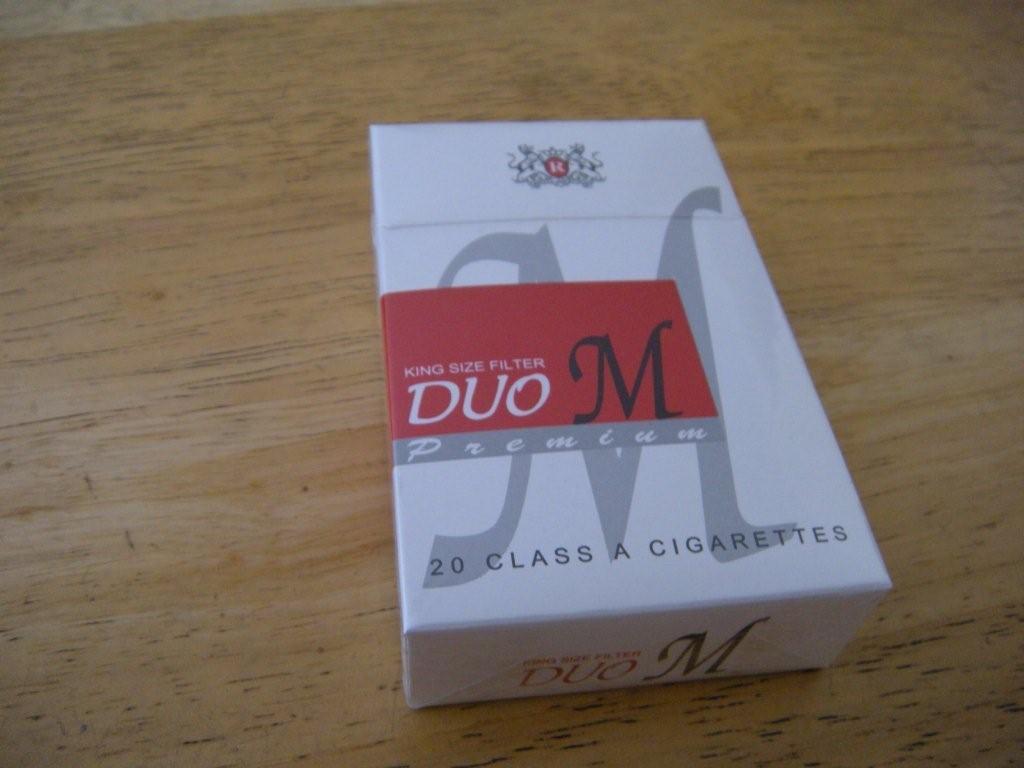 R
M
KING SIZE FILTER
DUO M
Premium
20 CLASS A CIGARETTES
KING SIZE FILTER
DUO M